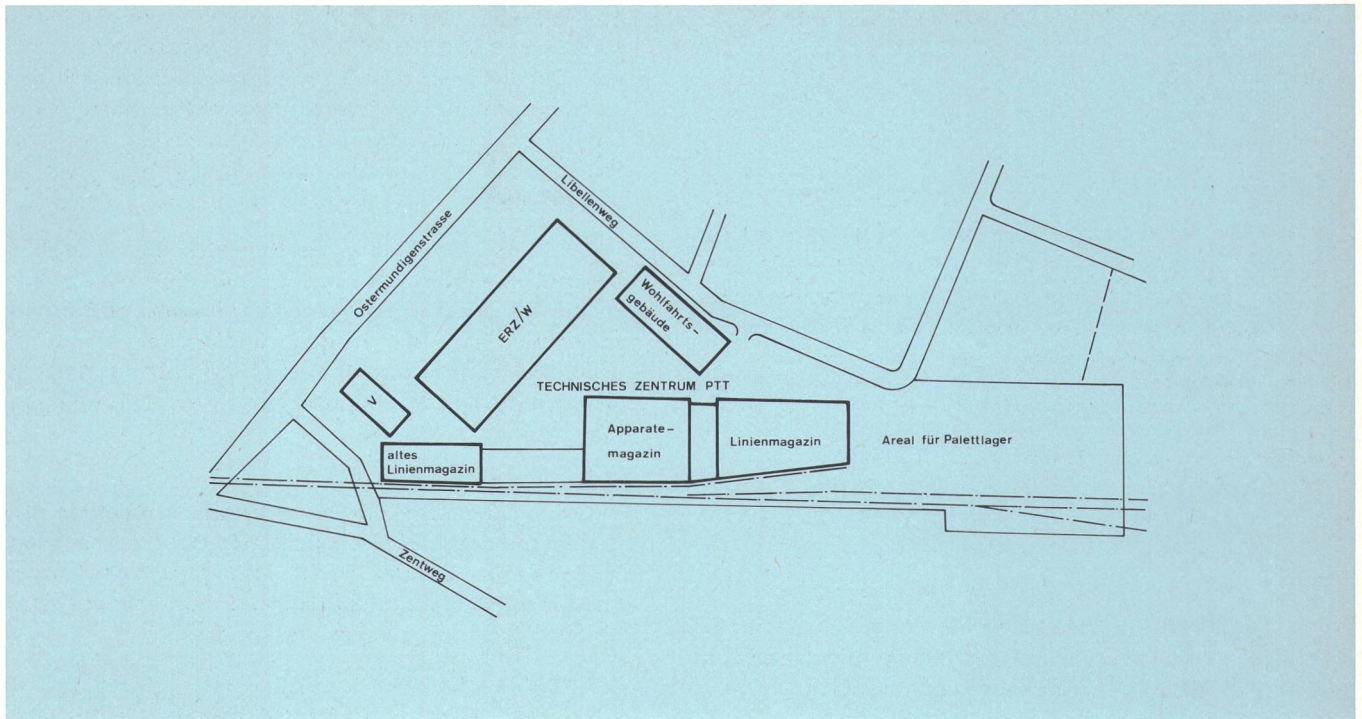 Libellenweg
Ostermundigenstrasse
Wohlfahrts-
gebäude
ERZ/W
TECHNISCHES ZENTRUM PTT
V
Apparate-
magazin
Linienmagazin
Areal für Palettlager
altes
Linienmagazin
Zentweg